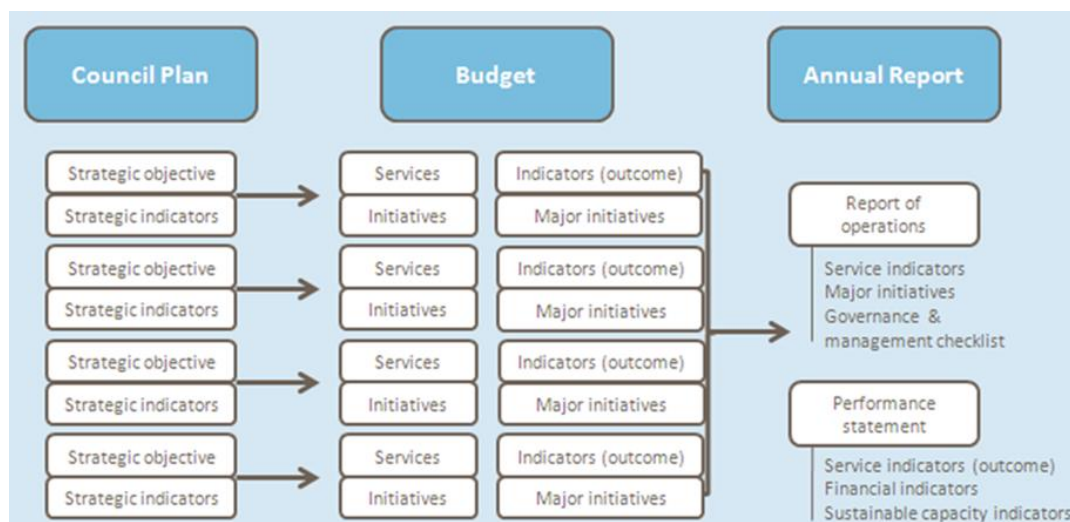 Council Plan
Budget
Annual Report
Strategic objective
Strategic indicators
Strategic objective
Strategic indicators
Strategic objective
Strategic indicators
Strategic objective
Strategic indicators
Services
Initiatives
Services
Initiatives
Services
Initiatives
Services
Initiatives
Indicators (outcome)
Major initiatives
Indicators (outcome)
Major initiatives
Indicators (outcome)
Major initiatives
Indicators (outcome)
Major initiatives
Report of
operations
Service indicators
Major initiatives
Governance &
management checklist
Performance
statement
Service indicators (outcome)
Financial indicators
Sustainable capacity indicators